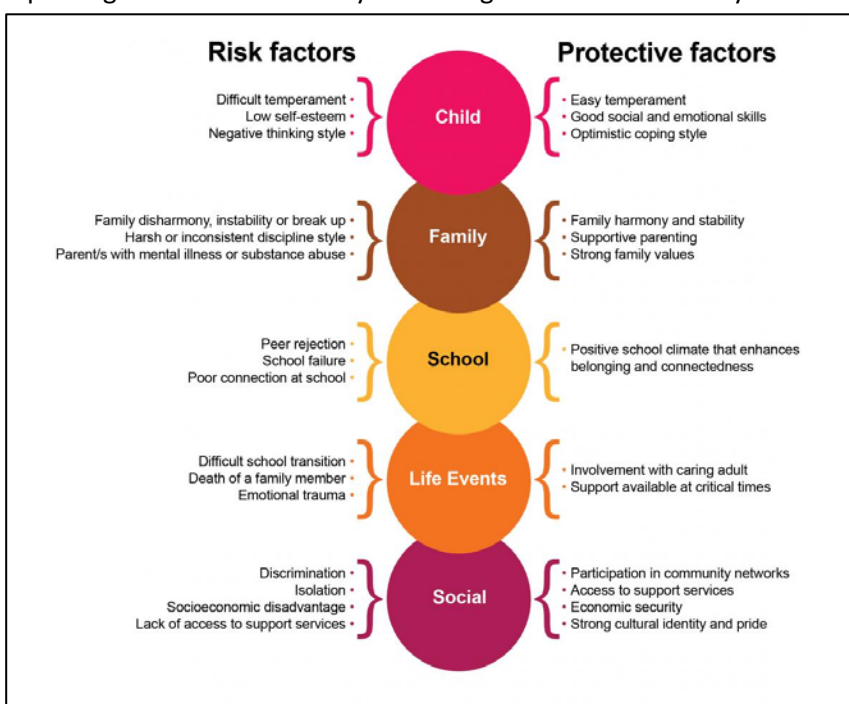 Risk factors
Protective factors
Difficult temperament
Low self-esteem
Negative thinking style
Child
Easy temperament
Good social and emotional skills
Optimistic coping style
Family disharmony, instability or break up
Harsh or inconsistent discipline style
Parent/s with mental illness or substance abuse
Family
Family harmony and stability
Supportive parenting
Strong family values
Peer rejection
School failure
Poor connection at school
School
Positive school climate that enhances
belonging and connectedness
Difficult school transition
Death of a family member
Emotional trauma
Life Events
Involvement with caring adult
Support available at critical times
Discrimination
Isolation
Socioeconomic disadvantage
Lack of access to support services
Social
Participation in community networks
Access to support services
Economic security
Strong cultural identity and pride